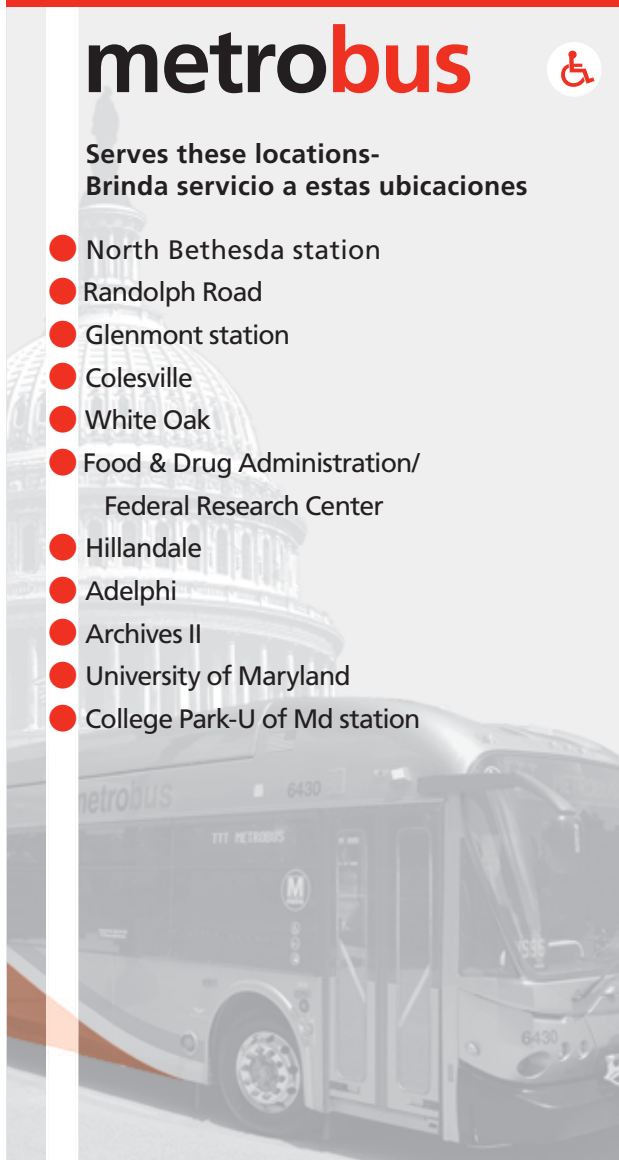 metrobus
Serves these locations-
Brinda servicio a estas ubicaciones
North Bethesda station
Randolph Road
Glenmont station
Colesville
White Oak
Food & Drug Administration/
Federal Research Center
Hillandale
Adelphi
Archives II
University of Maryland
College Park-U of Md station
metrobus
6430
TYT METROBUS
M
6430